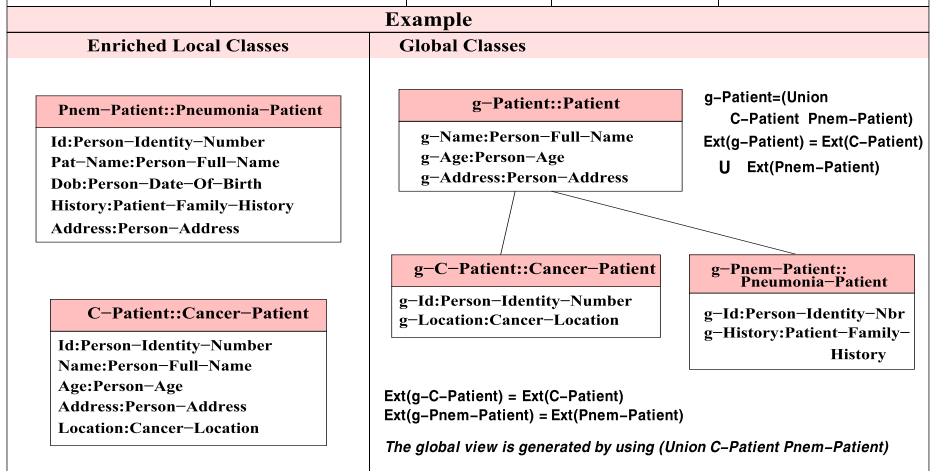 Example
Enriched Local Classes
Global Classes
Pnem−Patient::Pneumonia−Patient
Id:Person−Identity−Number
Pat−Name:Person−Full−Name
Dob:Person−Date−Of−Birth
History:Patient−Family−History
Address:Person−Address
C−Patient::Cancer−Patient
Id:Person−Identity−Number
Name:Person−Full−Name
Age:Person−Age
Address:Person−Address
Location:Cancer−Location
g−Patient::Patient
g−Name:Person−Full−Name
g−Age:Person−Age
g−Address:Person−Address
g−Patient=(Union
C−Patient Pnem−Patient)
Ext(g−Patient) = Ext(C−Patient)
U Ext(Pnem−Patient)
g−C−Patient::Cancer−Patient
g−Id:Person−Identity−Number
g−Location:Cancer−Location
g−Pnem−Patient::
Pneumonia−Patient
g−Id:Person−Identity−Nbr
g−History:Patient−Family−
History
Ext(g−C−Patient) = Ext(C−Patient)
Ext(g−Pnem−Patient) = Ext(Pnem−Patient)
The global view is generated by using (Union C−Patient Pnem−Patient)